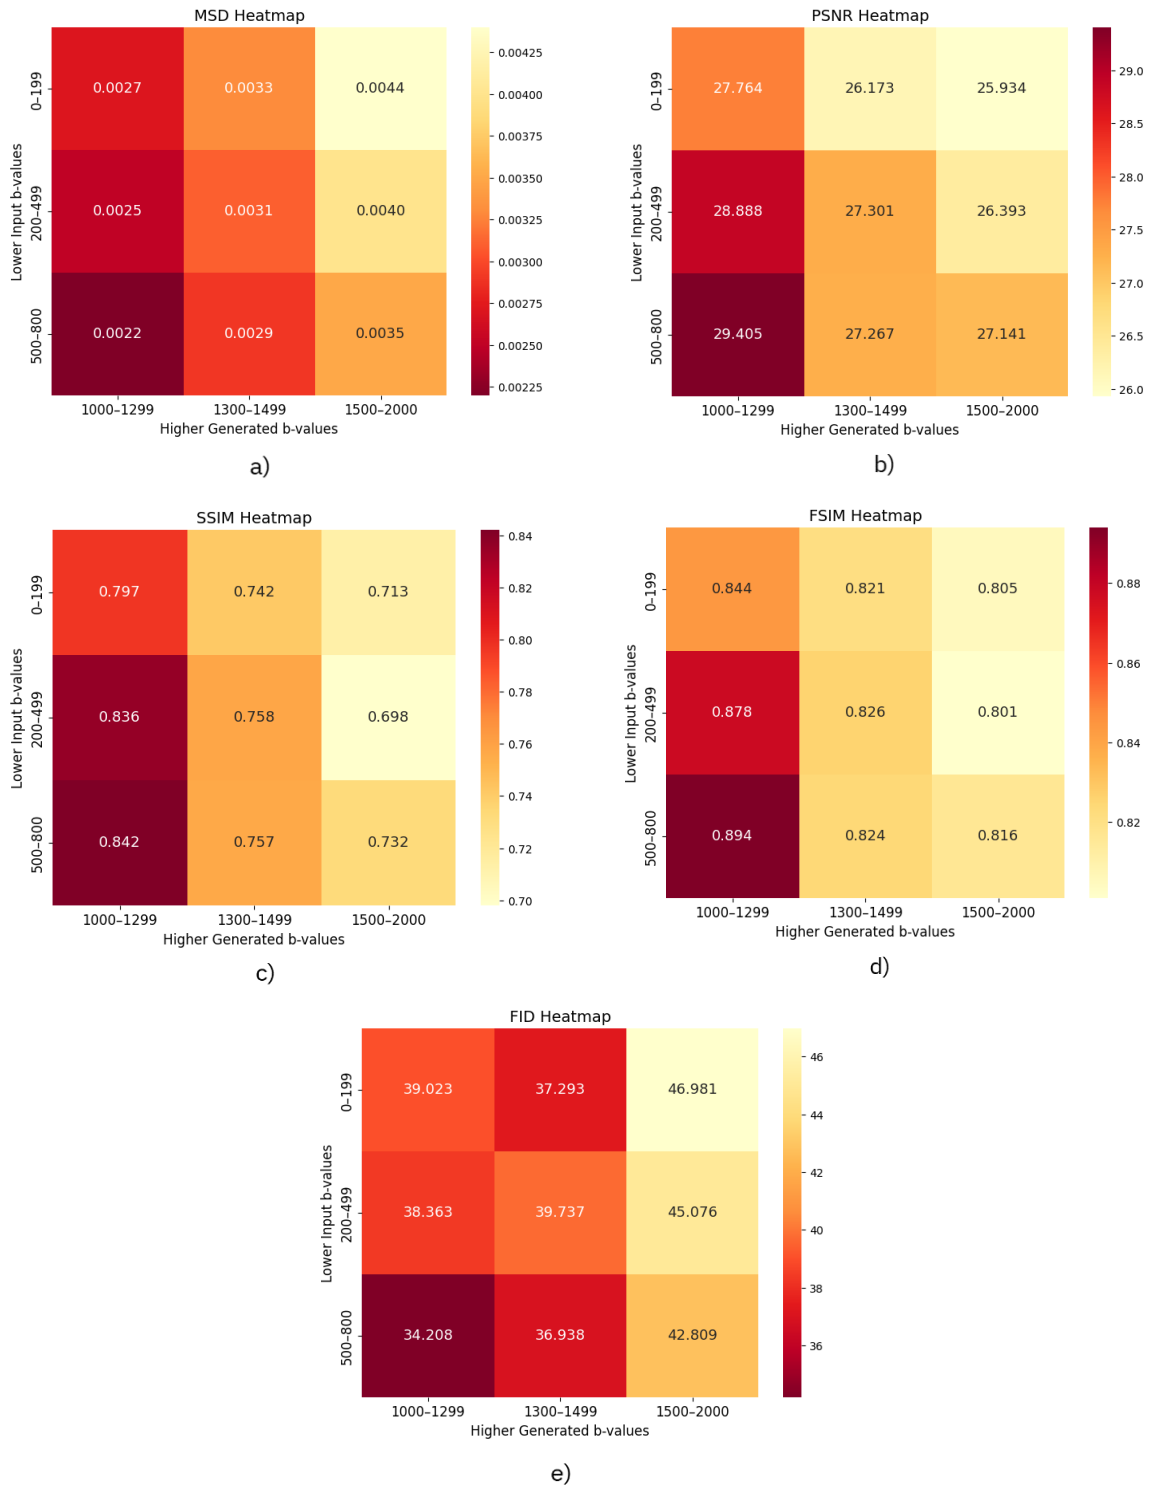 MSD Heatmap
Lower Input b-values
0–199
200–499
500–800
0.0027 0.0033 0.0044
0.0025 0.0031 0.0040
0.0022 0.0029 0.0035
1000–1299 1300–1499 1500–2000
Higher Generated b-values
0.00425
0.00400
0.00375
0.00350
0.00325
0.00300
0.00275
0.00250
0.00225
a)
PSNR Heatmap
Lower Input b-values
0–199
200–499
500–800
27.764 26.173 25.934
28.888 27.301 26.393
29.405 27.267 27.141
1000–1299 1300–1499 1500–2000
Higher Generated b-values
29.0
28.5
28.0
27.5
27.0
26.5
26.0
b)
SSIM Heatmap
Lower Input b-values
0–199
200–499
500–800
0.797 0.742 0.713
0.836 0.758 0.698
0.842 0.757 0.732
1000–1299 1300–1499 1500–2000
Higher Generated b-values
0.84
0.82
0.80
0.78
0.76
0.74
0.72
0.70
c)
FSIM Heatmap
Lower Input b-values
0–199
200–499
500–800
0.844 0.821 0.805
0.878 0.826 0.801
0.894 0.824 0.816
1000–1299 1300–1499 1500–2000
Higher Generated b-values
0.88
0.86
0.84
0.82
d)
FID Heatmap
Lower Input b-values
0–199
200–499
500–800
39.023 37.293 46.981
38.363 39.737 45.076
34.208 36.938 42.809
1000–1299 1300–1499 1500–2000
Higher Generated b-values
46
44
42
40
38
36
e)